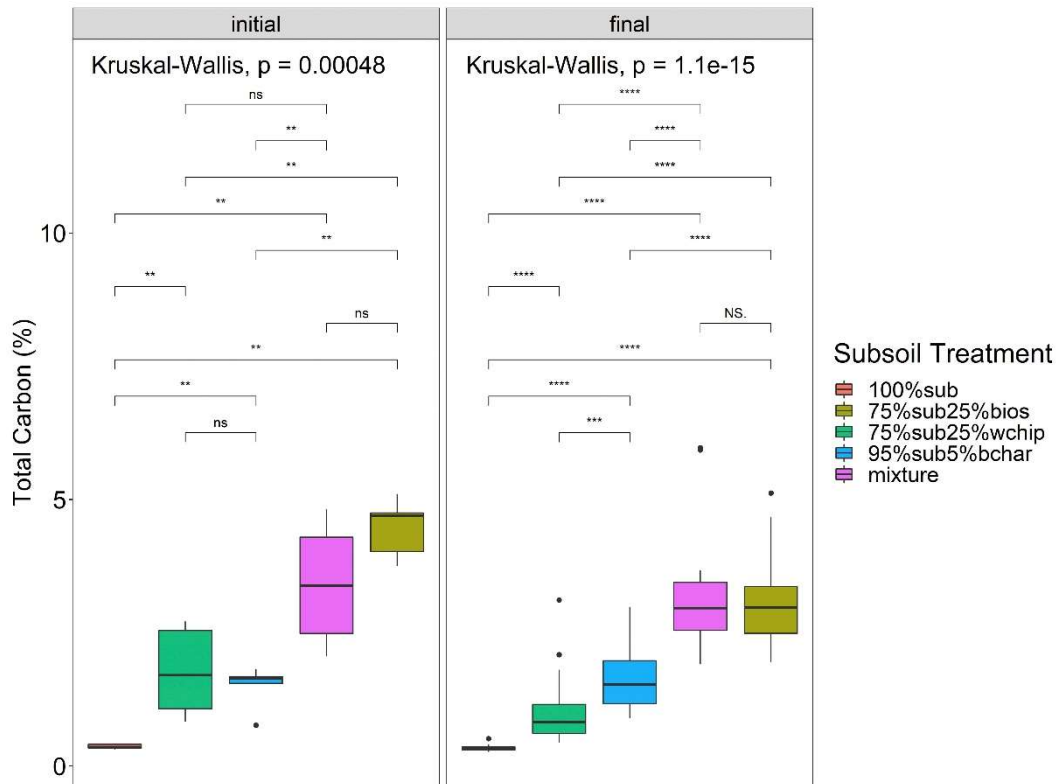 initial
final
Kruskal-Wallis, p = 0.00048
Kruskal-Wallis, p = 1.1e-15
ns
****
**
****
**
****
**
****
**
****
**
****
ns
NS.
**
****
**
****
ns
***
Total Carbon (%)
10
5
0
Subsoil Treatment
100%sub
75%sub25%bios
75%sub25%wchip
95%sub5%bchar
mixture